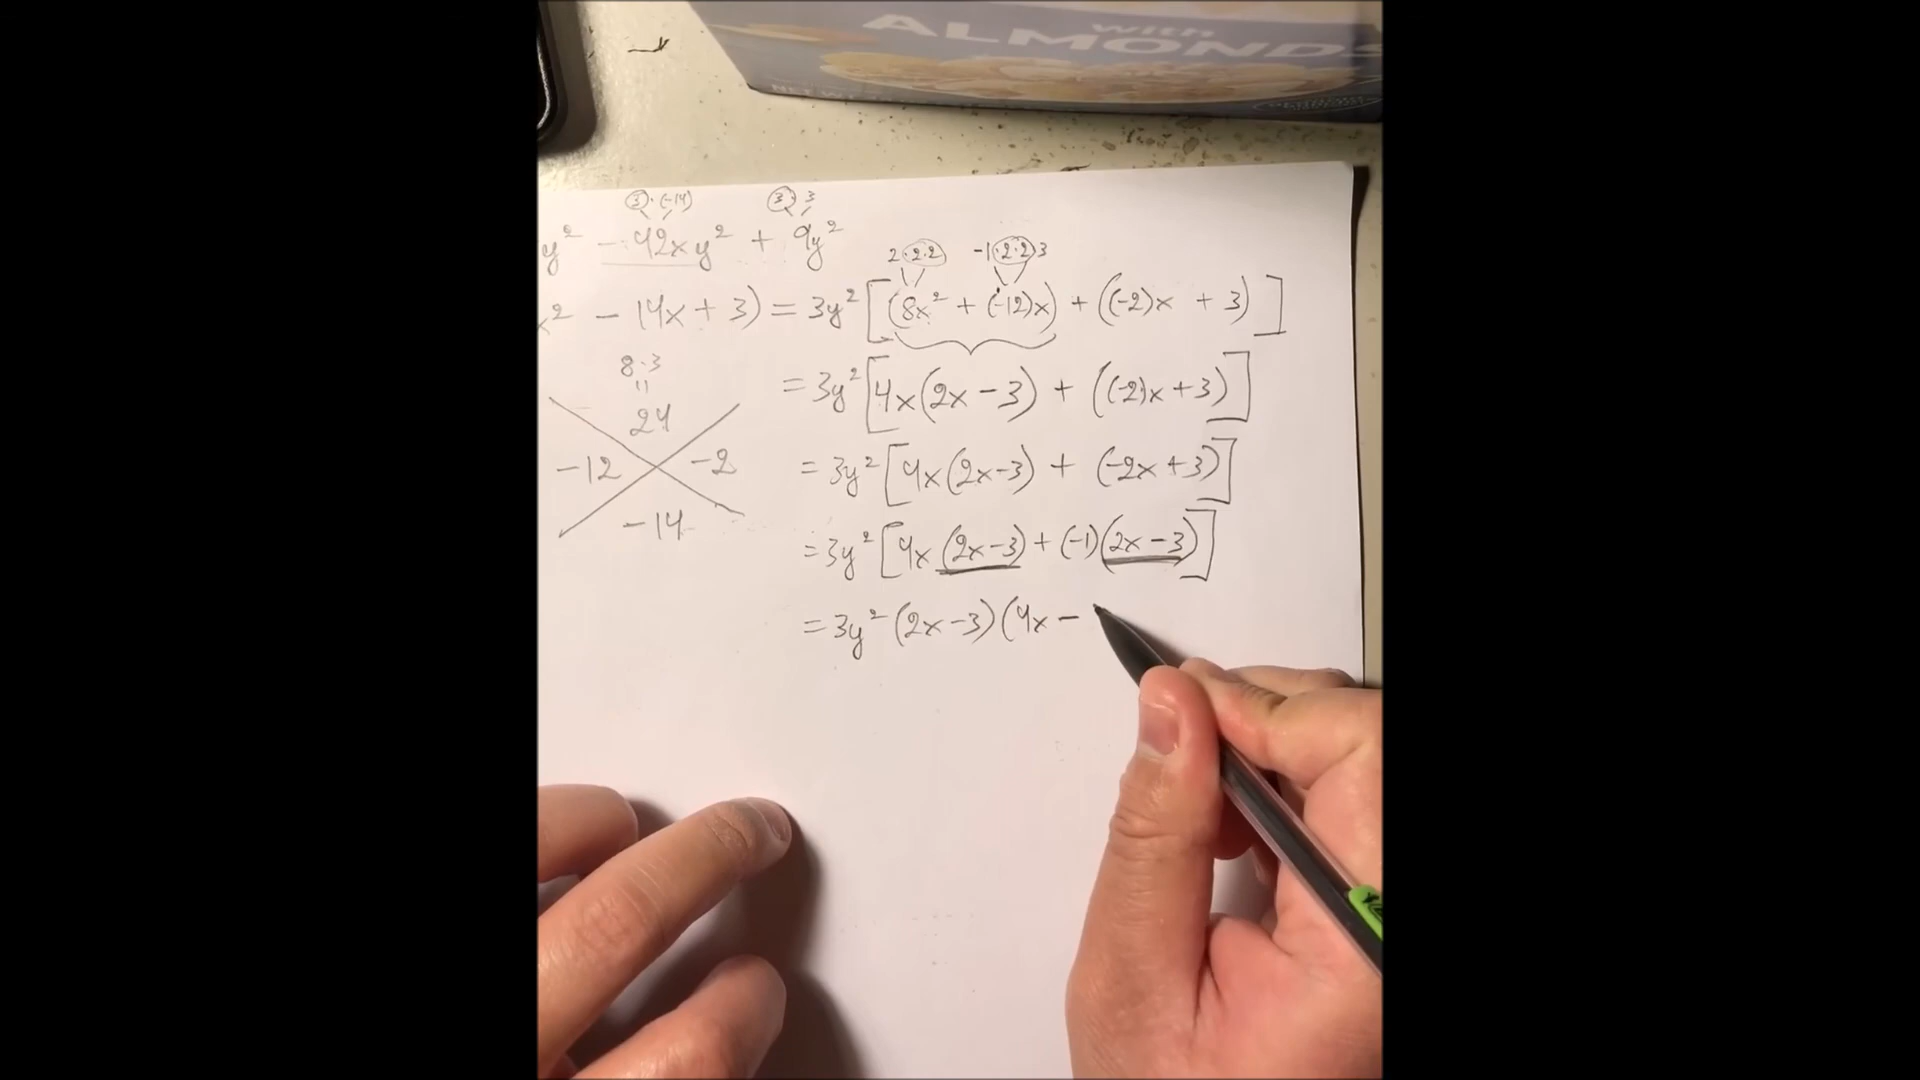 with
ALMONDS
3·(-14) 3·3
y² - 42xy² + 9y²
2·2·2 -1·2·2·3
x² - 14x + 3) = 3y² [(8x² + (-12)x) + ((-2)x + 3)]
8·3
=
24
-12 -2
-14
= 3y² [4x(2x - 3) + ((-2)x + 3)]
= 3y² [4x(2x-3) + (-2x + 3)]
= 3y² [4x (2x-3) + (-1)(2x - 3)]
= 3y² (2x - 3)(4x -